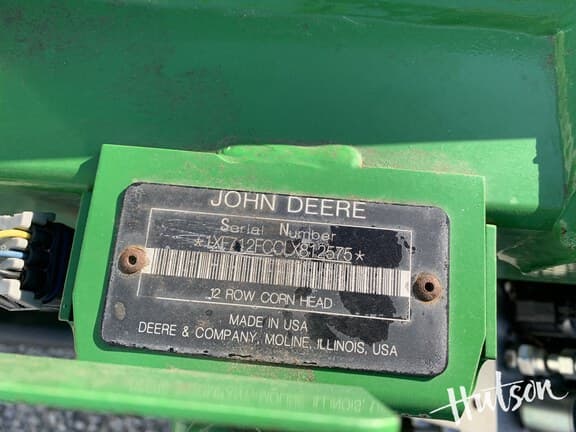 JOHN DEERE
Serial Number
12 ROW CORN HEAD
MADE IN USA
DEERE & COMPANY, MOLINE, ILLINOIS, USA
Hutson